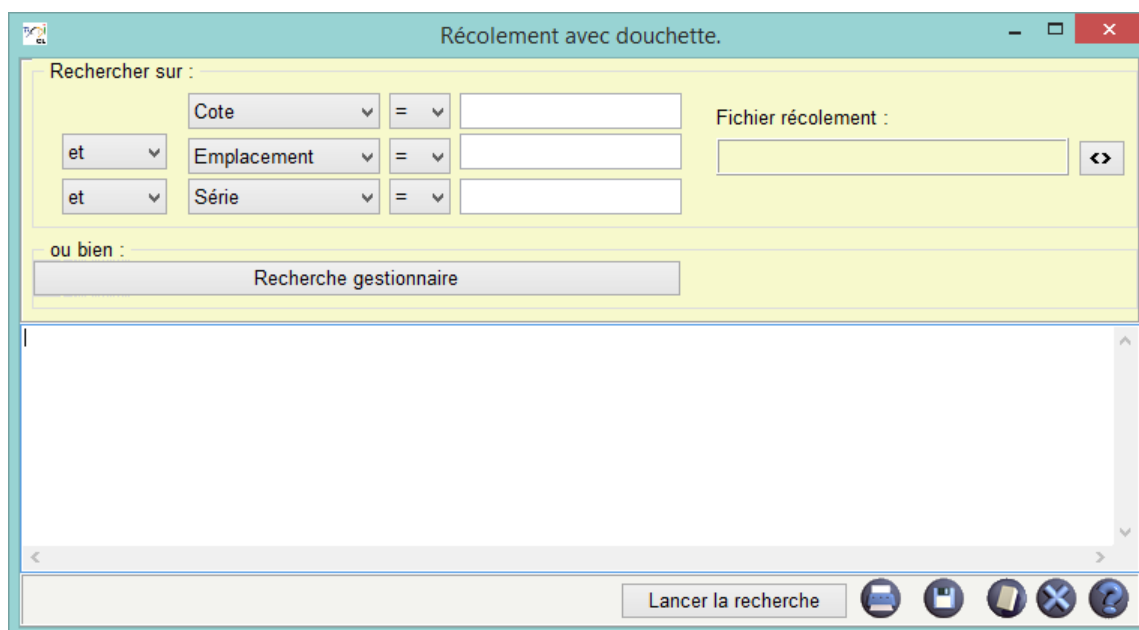 Récolement avec douchette.
Rechercher sur :
Cote =
Fichier récolement :
et Emplacement =
<>
et Série =
ou bien :
Recherche gestionnaire
Lancer la recherche
?